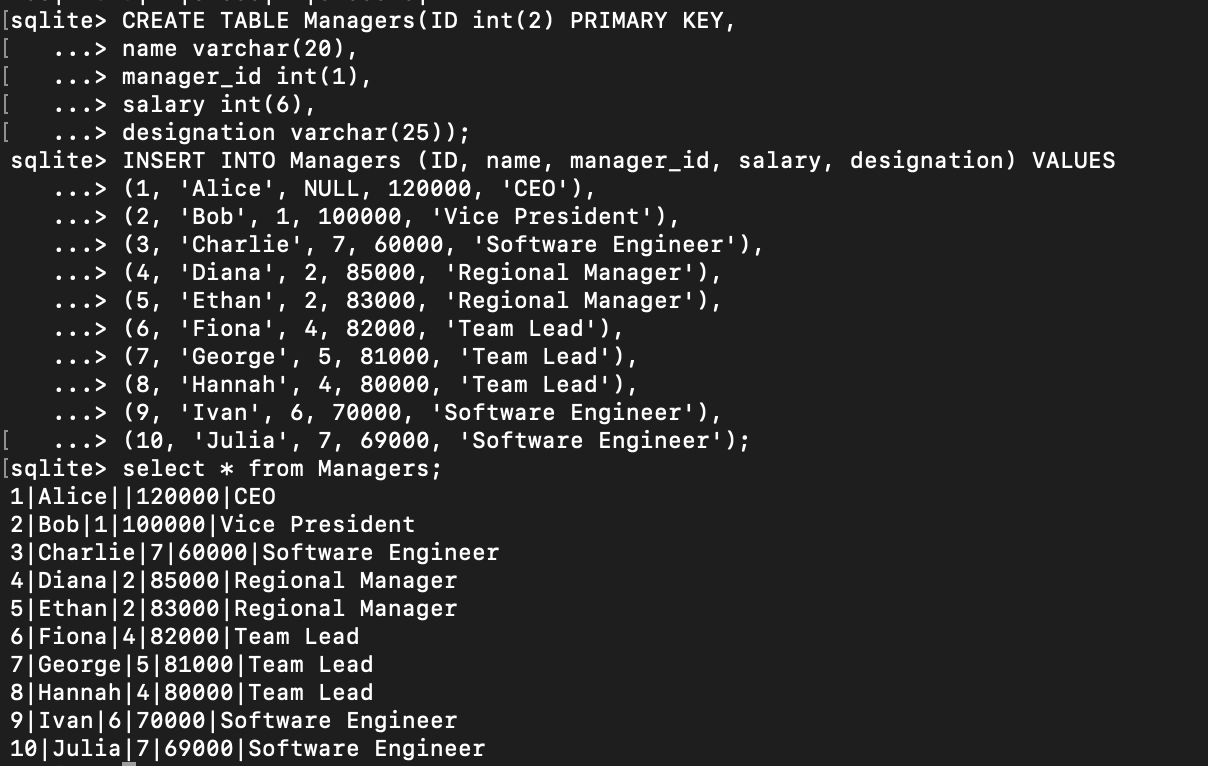 [sqlite> CREATE TABLE Managers(ID int(2) PRIMARY KEY,
[   ...> name varchar(20),
[   ...> manager_id int(1),
[   ...> salary int(6),
[   ...> designation varchar(25));
sqlite> INSERT INTO Managers (ID, name, manager_id, salary, designation) VALUES
   ...> (1, 'Alice', NULL, 120000, 'CEO'),
   ...> (2, 'Bob', 1, 100000, 'Vice President'),
   ...> (3, 'Charlie', 7, 60000, 'Software Engineer'),
   ...> (4, 'Diana', 2, 85000, 'Regional Manager'),
   ...> (5, 'Ethan', 2, 83000, 'Regional Manager'),
   ...> (6, 'Fiona', 4, 82000, 'Team Lead'),
   ...> (7, 'George', 5, 81000, 'Team Lead'),
   ...> (8, 'Hannah', 4, 80000, 'Team Lead'),
   ...> (9, 'Ivan', 6, 70000, 'Software Engineer'),
[   ...> (10, 'Julia', 7, 69000, 'Software Engineer');
[sqlite> select * from Managers;
1|Alice||120000|CEO
2|Bob|1|100000|Vice President
3|Charlie|7|60000|Software Engineer
4|Diana|2|85000|Regional Manager
5|Ethan|2|83000|Regional Manager
6|Fiona|4|82000|Team Lead
7|George|5|81000|Team Lead
8|Hannah|4|80000|Team Lead
9|Ivan|6|70000|Software Engineer
10|Julia|7|69000|Software Engineer